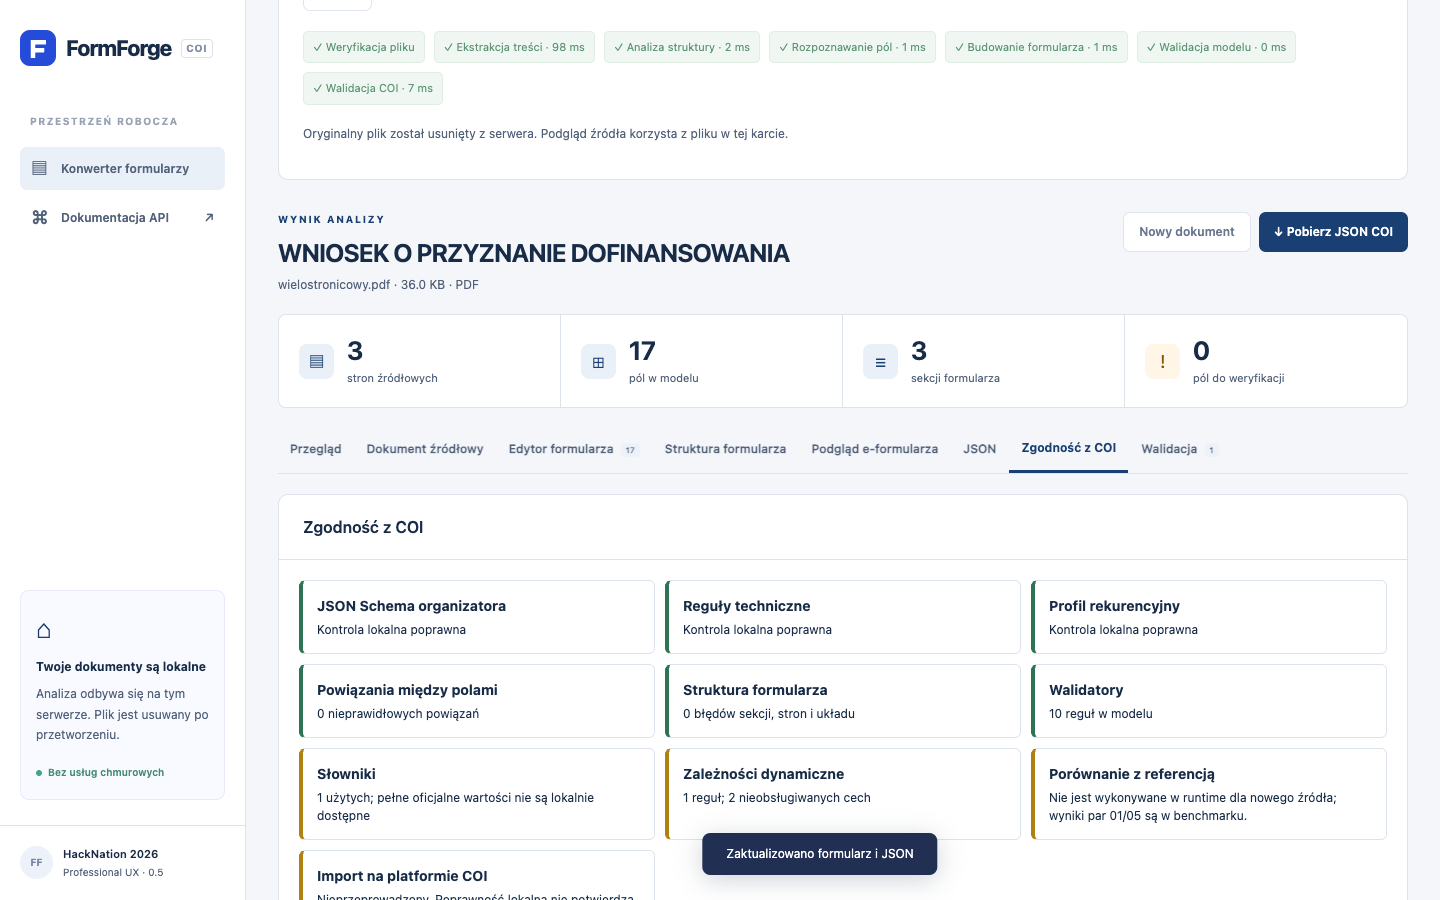 FormForge COI
PRZESTRZEŃ ROBOCZA
Konwerter formularzy
Dokumentacja API ↗
Twoje dokumenty są lokalne
Analiza odbywa się na tym
serwerze. Plik jest usuwany po
przetworzeniu.
Bez usług chmurowych
FF
HackNation 2026
Professional UX · 0.5
✓ Weryfikacja pliku
✓ Ekstrakcja treści · 98 ms
✓ Analiza struktury · 2 ms
✓ Rozpoznawanie pól · 1 ms
✓ Budowanie formularza · 1 ms
✓ Walidacja modelu · 0 ms
✓ Walidacja COI · 7 ms
Oryginalny plik został usunięty z serwera. Podgląd źródła korzysta z pliku w tej karcie.
WYNIK ANALIZY
WNIOSEK O PRZYZNANIE DOFINANSOWANIA
wielostronicowy.pdf · 36.0 KB · PDF
Nowy dokument
↓ Pobierz JSON COI
3
stron źródłowych
17
pól w modelu
3
sekcji formularza
!
0
pól do weryfikacji
Przegląd
Dokument źródłowy
Edytor formularza 17
Struktura formularza
Podgląd e-formularza
JSON
Zgodność z COI
Walidacja 1
Zgodność z COI
JSON Schema organizatora
Kontrola lokalna poprawna
Reguły techniczne
Kontrola lokalna poprawna
Profil rekurencyjny
Kontrola lokalna poprawna
Powiązania między polami
0 nieprawidłowych powiązań
Struktura formularza
0 błędów sekcji, stron i układu
Walidatory
10 reguł w modelu
Słowniki
1 użytych; pełne oficjalne wartości nie są lokalnie
dostępne
Zależności dynamiczne
1 reguł; 2 nieobsługiwanych cech
Porównanie z referencją
Nie jest wykonywane w runtime dla nowego źródła;
wyniki par 01/05 są w benchmarku.
Import na platformie COI
Nieprzeprowadzony. Poprawność lokalna nie potwierdza
Zaktualizowano formularz i JSON